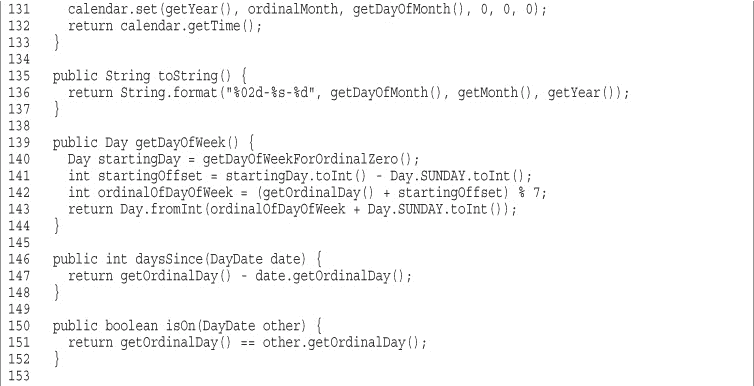 131 calendar.set(getYear(), ordinalMonth, getDayOfMonth(), 0, 0, 0);
132 return calendar.getTime();
133 }
134
135 public String toString() {
136 return String.format("%02d-%s-%d", getDayOfMonth(), getMonth(), getYear());
137 }
138
139 public Day getDayOfWeek() {
140 Day startingDay = getDayOfWeekForOrdinalZero();
141 int startingOffset = startingDay.toInt() - Day.SUNDAY.toInt();
142 int ordinalOfDayOfWeek = (getOrdinalDay() + startingOffset) % 7;
143 return Day.fromInt(ordinalOfDayOfWeek + Day.SUNDAY.toInt());
144 }
145
146 public int daysSince(DayDate date) {
147 return getOrdinalDay() - date.getOrdinalDay();
148 }
149
150 public boolean isOn(DayDate other) {
151 return getOrdinalDay() == other.getOrdinalDay();
152 }
153